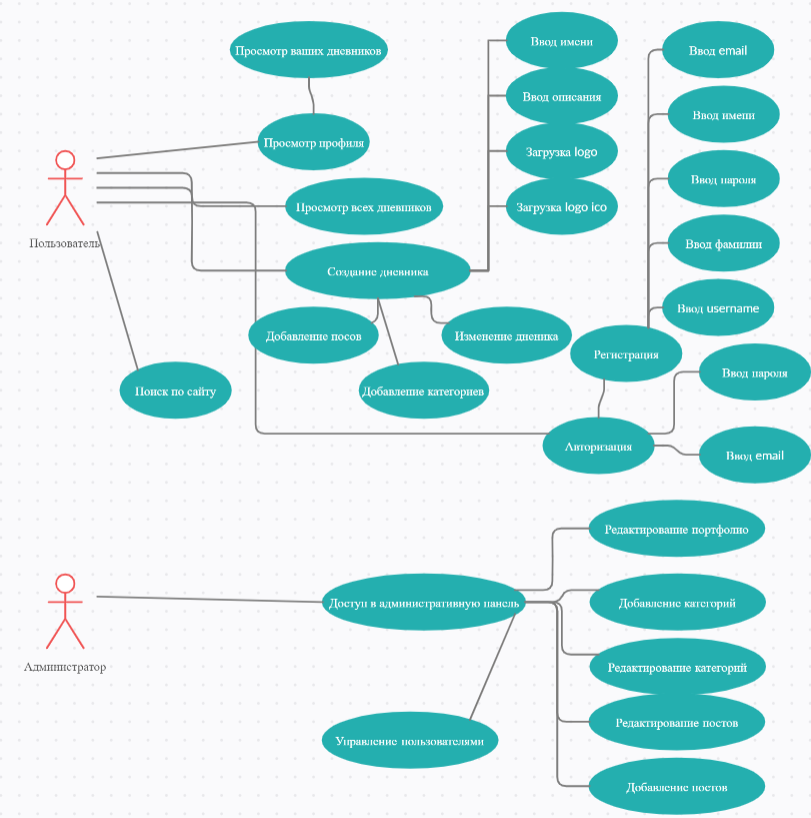 Просмотр ваших дневников
Просмотр профиля
Пользователь
Просмотр всех дневников
Создание дневника
Добавление посов
Изменение дненика
Добавление категориев
Поиск по сайту
Ввод имени
Ввод описания
Загрузка logo
Загрузка logo ico
Ввод email
Ввод имени
Ввод пароля
Ввод фамилии
Ввод username
Регистрация
Авторизация
Ввод пароля
Ввод email
Администратор
Доступ в административную панель
Управление пользователями
Редактирование портфолио
Добавление категорий
Редактирование категорий
Редактирование постов
Добавление постов